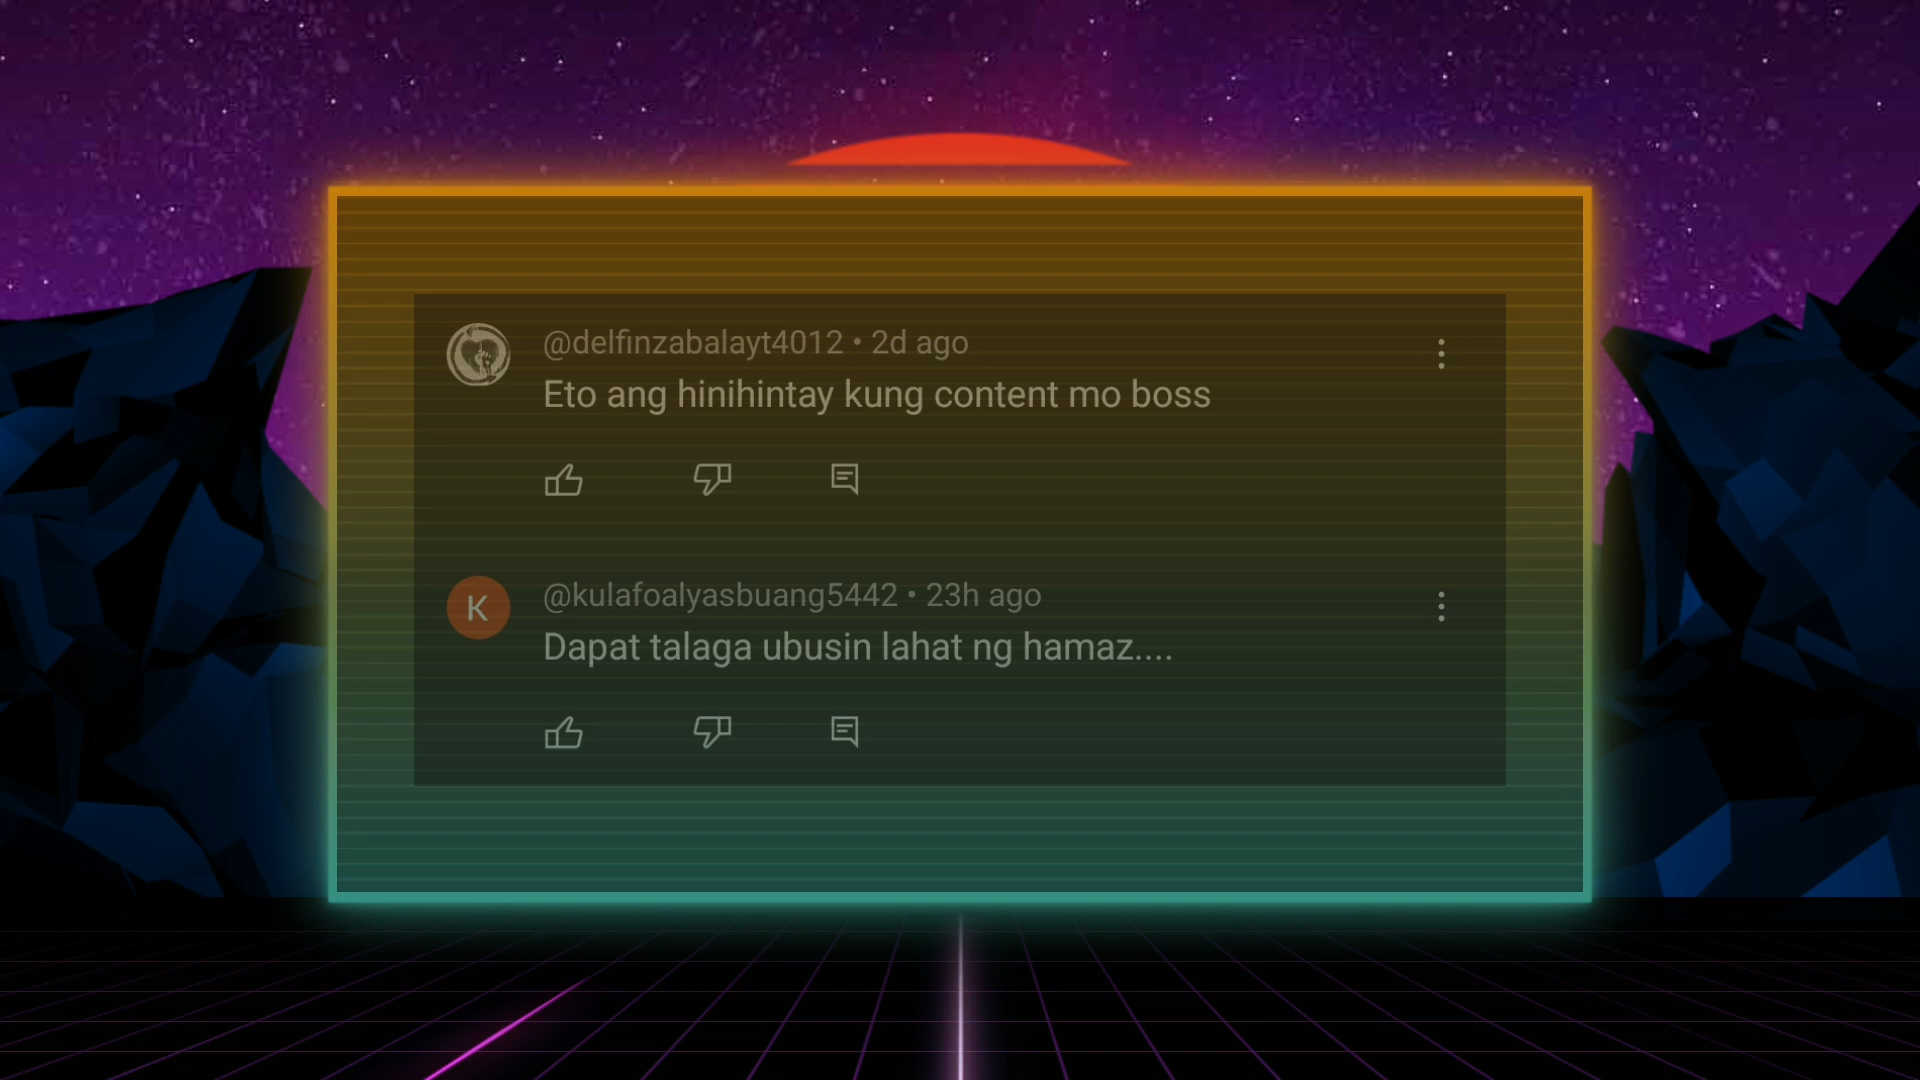 @delfinzabalayt4012 • 2d ago
Eto ang hinihintay kung content mo boss
K
@kulafoalyasbuang5442 • 23h ago
Dapat talaga ubusin lahat ng hamaz....